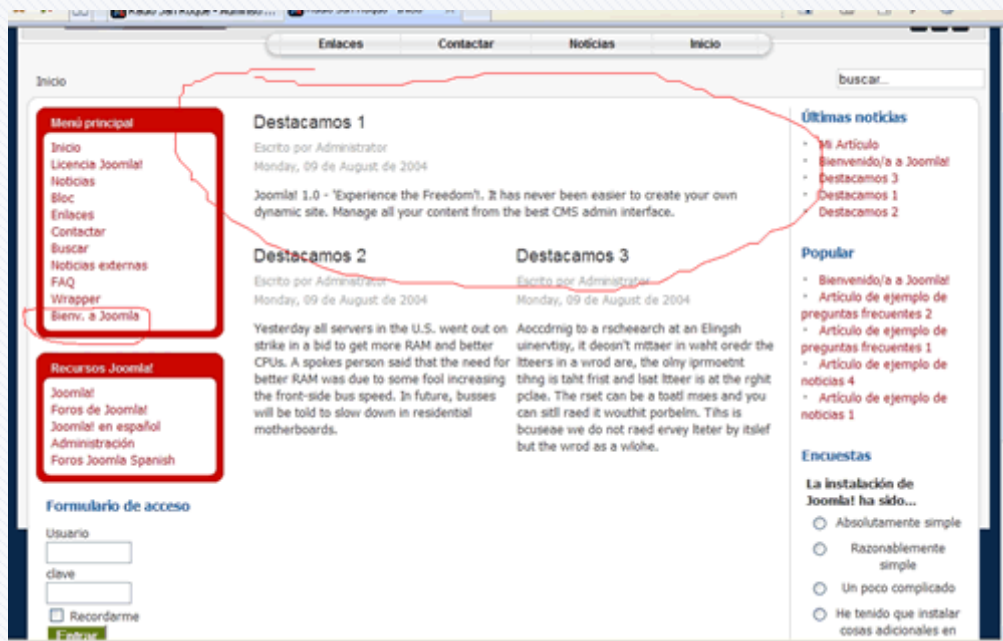 Enlaces Contactar Notícias Inicio
Inicio
buscar...
Menú principal
Inicio
Licencia Joomla!
Noticias
Bloc
Enlaces
Contactar
Buscar
Noticias externas
FAQ
Wrapper
Bienv. a Joomla
Recursos Joomla!
Joomla!
Foros de Joomla!
Joomla! en español
Administración
Foros Joomla Spanish
Formulario de acceso
Usuario
clave
Recordarme
Entrar
Destacamos 1
Escrito por Administrator
Monday, 09 de August de 2004
Joomla! 1.0 - 'Experience the Freedom'!. It has never been easier to create your own
dynamic site. Manage all your content from the best CMS admin interface.
Destacamos 2
Escrito por Administrator
Monday, 09 de August de 2004
Yesterday all servers in the U.S. went out on
strike in a bid to get more RAM and better
CPUs. A spokes person said that the need for
better RAM was due to some fool increasing
the front-side bus speed. In future, busses
will be told to slow down in residential
motherboards.
Destacamos 3
Escrito por Administrator
Monday, 09 de August de 2004
Aoccdrnig to a rscheearch at an Elingsh
uinervtisy, it deosn't mttaer in waht oredr the
ltteers in a wrod are, the olny iprmoetnt
tihng is taht frist and lsat ltteer is at the rghit
pclae. The rset can be a toatl mses and you
can sitll raed it wouthit porbelm. Tihs is
bcuseae we do not raed ervey lteter by itslef
but the wrod as a wlohe.
Últimas noticias
Mi Artículo
Bienvenido/a a Joomla!
Destacamos 3
Destacamos 1
Destacamos 2
Popular
Bienvenido/a a Joomla!
Artículo de ejemplo de
preguntas frecuentes 2
Artículo de ejemplo de
preguntas frecuentes 1
Artículo de ejemplo de
noticias 4
Artículo de ejemplo de
noticias 1
Encuestas
La instalación de
Joomla! ha sido...
Absolutamente simple
Razonablemente
simple
Un poco complicado
He tenido que instalar
cosas adicionales en